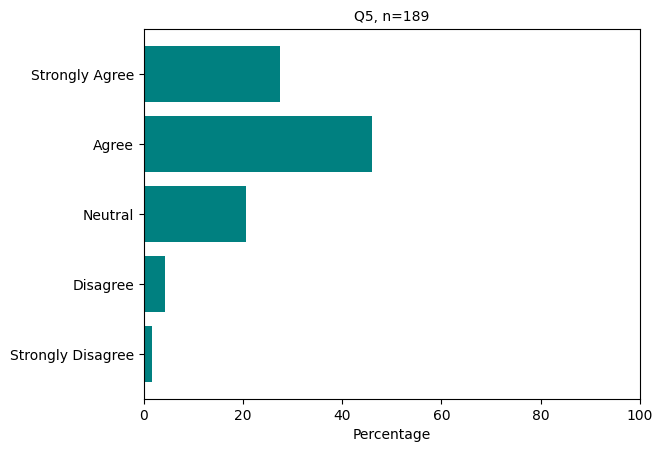 Q5, n=189
Strongly Agree
Agree
Neutral
Disagree
Strongly Disagree
0 20 40 60 80 100
Percentage